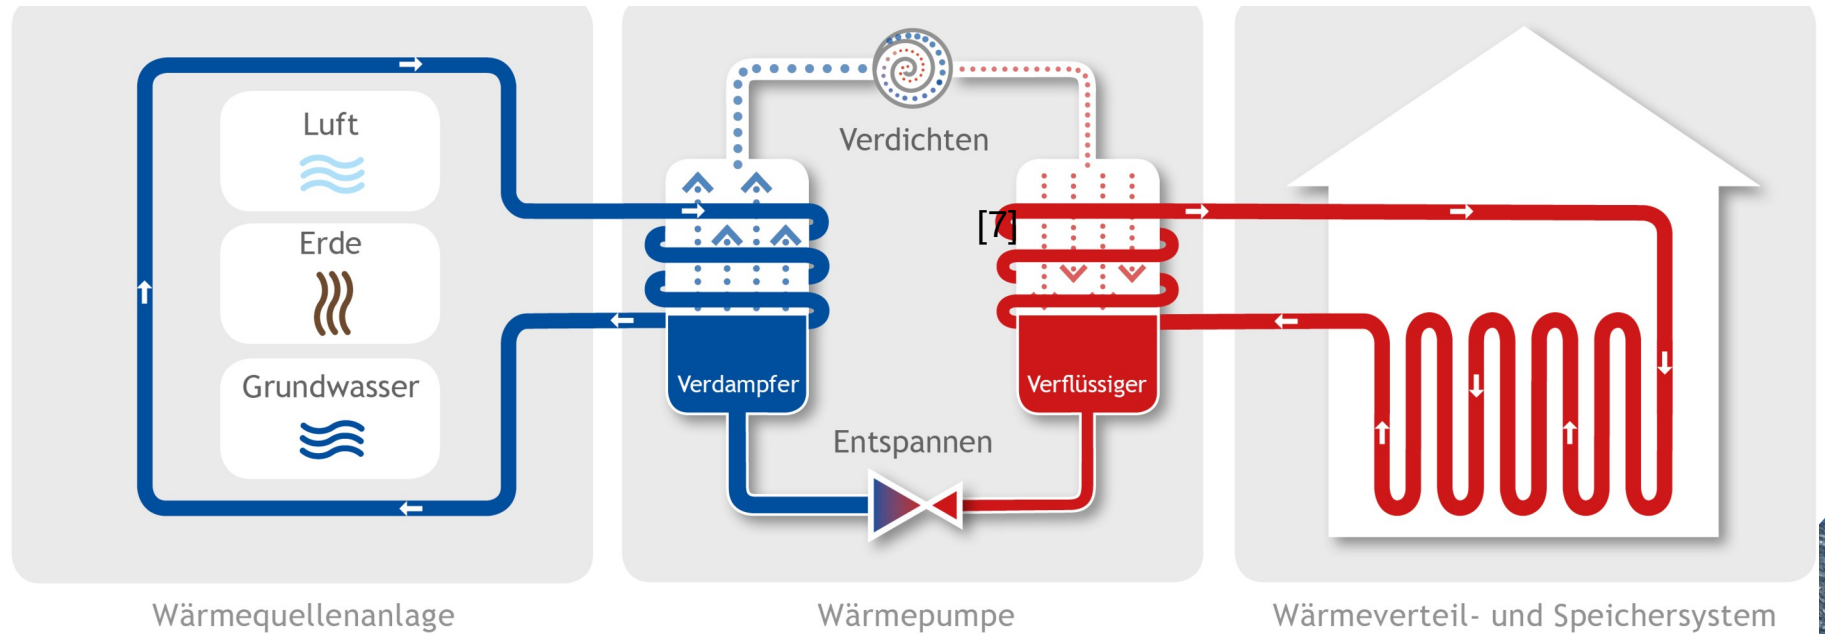 Luft
Erde
Grundwasser
Wärmequellenanlage
Verdichten
[7]
Verdampfer
Verflüssiger
Entspannen
Wärmepumpe
Wärmeverteil- und Speichersystem